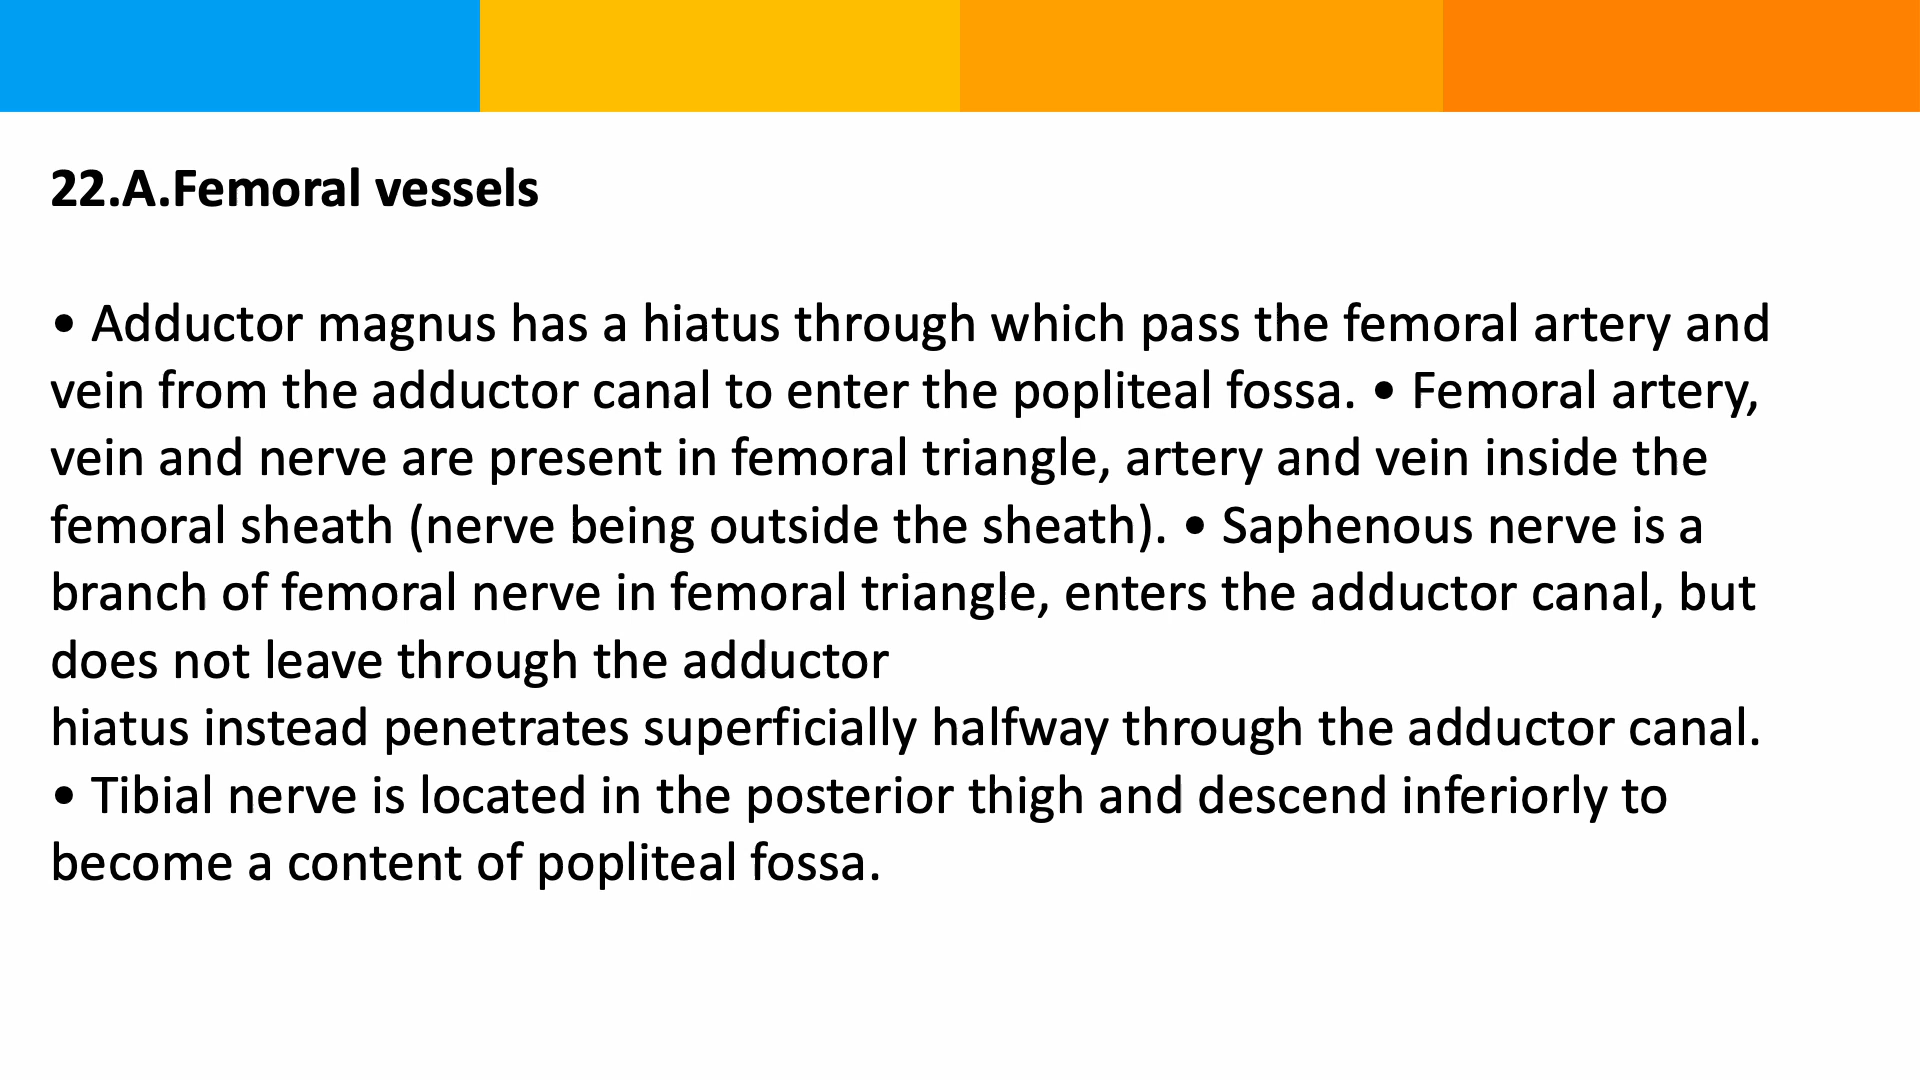 22.A.Femoral vessels
• Adductor magnus has a hiatus through which pass the femoral artery and
vein from the adductor canal to enter the popliteal fossa. • Femoral artery,
vein and nerve are present in femoral triangle, artery and vein inside the
femoral sheath (nerve being outside the sheath). • Saphenous nerve is a
branch of femoral nerve in femoral triangle, enters the adductor canal, but
does not leave through the adductor
hiatus instead penetrates superficially halfway through the adductor canal.
• Tibial nerve is located in the posterior thigh and descend inferiorly to
become a content of popliteal fossa.